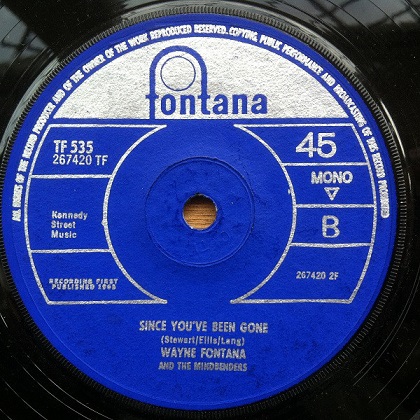 ALL RIGHTS OF THE RECORD PRODUCER AND OF THE OWNER OF THE WORK REPRODUCED RESERVED. COPYING, PUBLIC PERFORMANCE AND BROADCASTING OF THIS RECORD PROHIBITED
fontana
TF 535
267420 TF
45
MONO
B
Kennedy
Street
Music
267420 2F
RECORDING FIRST
PUBLISHED
SINCE YOU'VE BEEN GONE
(Stewart/Ellis/Lang)
WAYNE FONTANA
AND THE MINDBENDERS